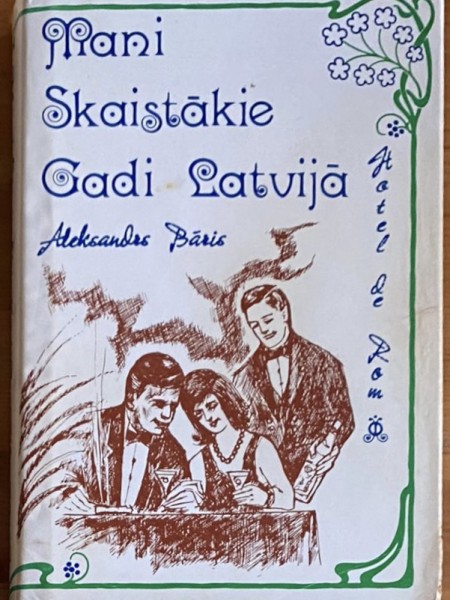 Mani
Skaistākie
Gadi Latvijā
Aleksandrs Bāris
Hotel de Rom